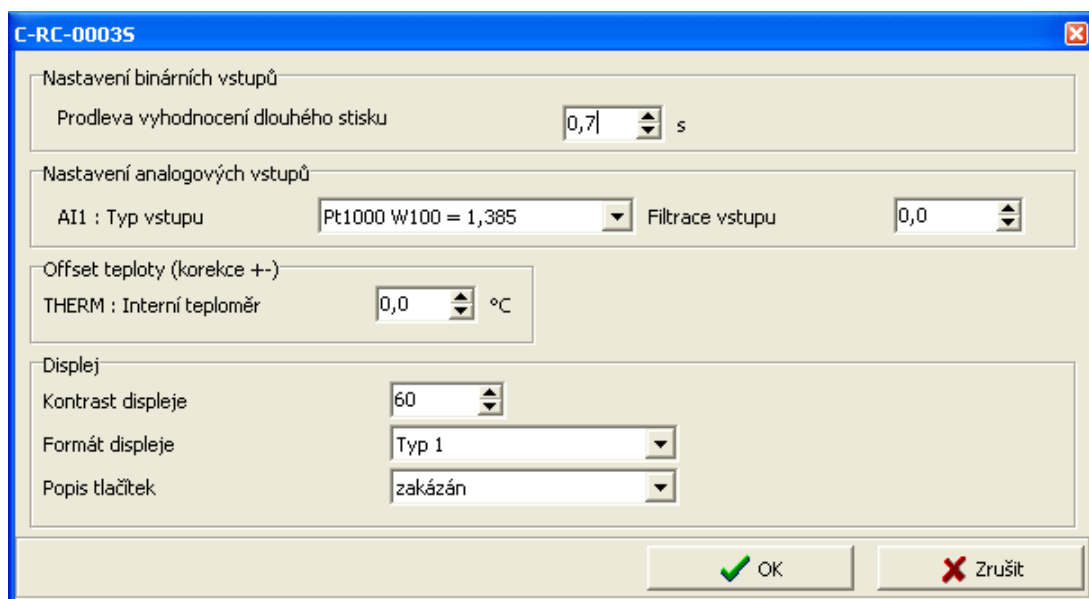 C-RC-0003S
Nastavení binárních vstupů
Prodleva vyhodnocení dlouhého stisku 0,7 s
Nastavení analogových vstupů
AI1 : Typ vstupu Pt1000 W100 = 1,385 Filtrace vstupu 0,0
Offset teploty (korekce +-)
THERM : Interní teploměr 0,0 °C
Displej
Kontrast displeje 60
Formát displeje Typ 1
Popis tlačítek zakázán
OK Zrušit